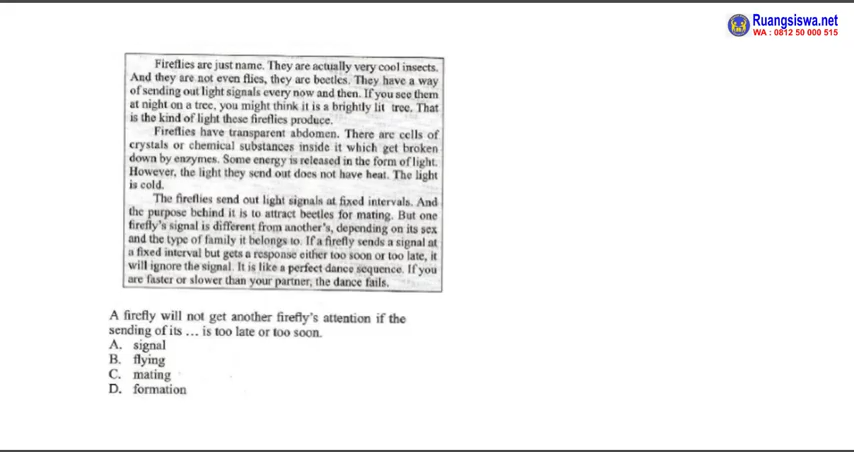 Ruangsiswa.net
WA : 0812 50 000 515
Fireflies are just name. They are actually very cool insects.
And they are not even flies, they are beetles. They have a way
of sending out light signals every now and then. If you see them
at night on a tree, you might think it is a brightly lit tree. That
is the kind of light these fireflies produce.
Fireflies have transparent abdomen. There are cells of
crystals or chemical substances inside it which get broken
down by enzymes. Some energy is released in the form of light.
However, the light they send out does not have heat. The light
is cold.
The fireflies send out light signals at fixed intervals. And
the purpose behind it is to attract beetles for mating. But one
firefly's signal is different from another's, depending on its sex
and the type of family it belongs to. If a firefly sends a signal at
a fixed interval but gets a response either too soon or too late, it
will ignore the signal. It is like a perfect dance sequence. If you
are faster or slower than your partner, the dance fails.
A firefly will not get another firefly's attention if the
sending of its ... is too late or too soon.
A. signal
B. flying
C. mating
D. formation